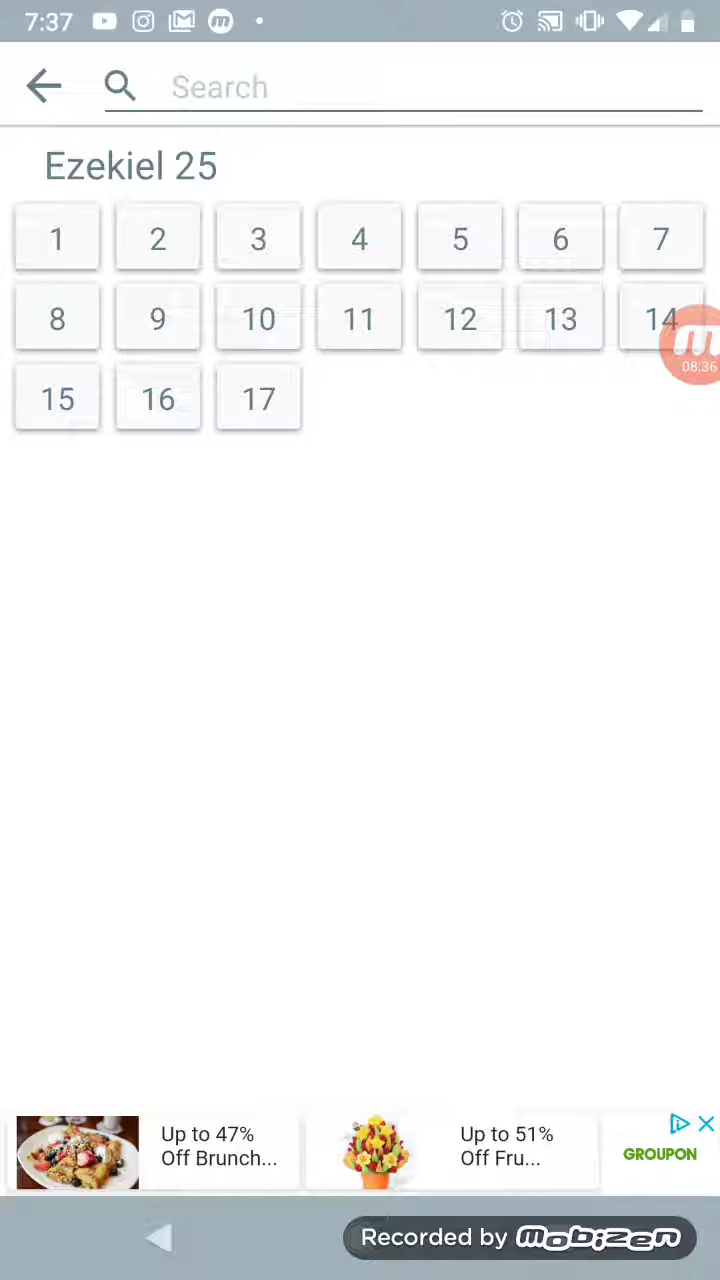 7:37
Search
Ezekiel 25
1 2 3 4 5 6 7
8 9 10 11 12 13 14
08:36
15 16 17
Up to 47%
Off Brunch...
Up to 51%
Off Fru...
GROUPON
Recorded by mobizen